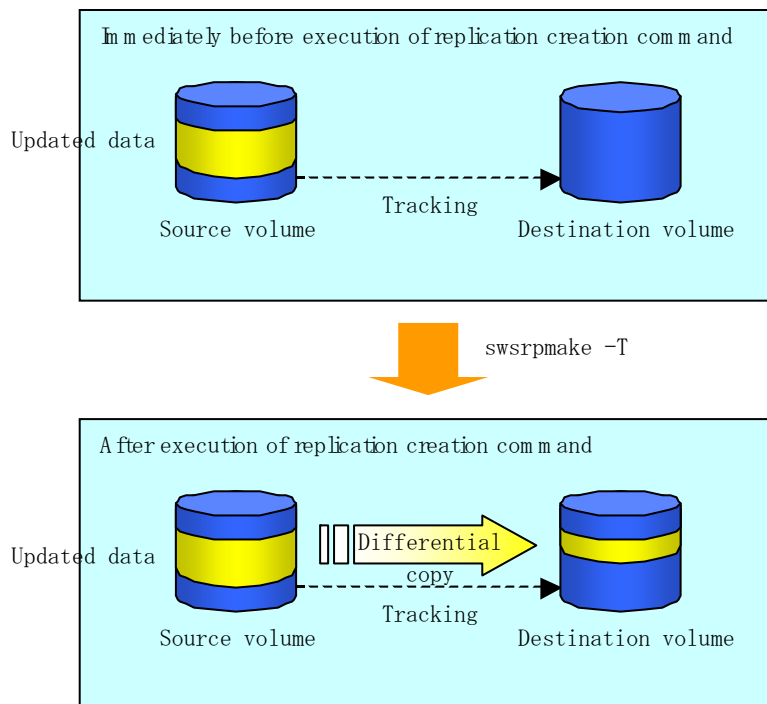 Immediately before execution of replication creation command
Updated data
Tracking
Source volume
Destination volume
swsrpmake -T
After execution of replication creation command
Differential
Updated data
copy
Tracking
Source volume
Destination volume